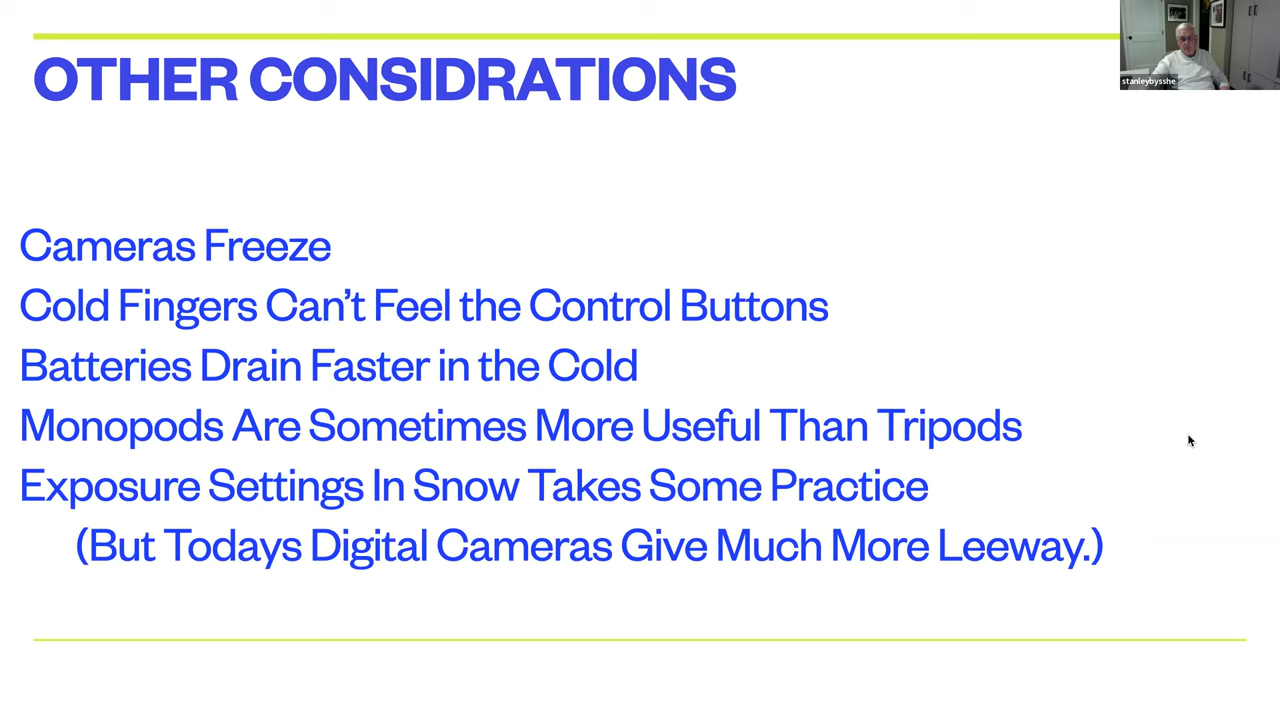 OTHER CONSIDRATIONS
stanleybysshe
Cameras Freeze
Cold Fingers Can’t Feel the Control Buttons
Batteries Drain Faster in the Cold
Monopods Are Sometimes More Useful Than Tripods
Exposure Settings In Snow Takes Some Practice
(But Todays Digital Cameras Give Much More Leeway.)